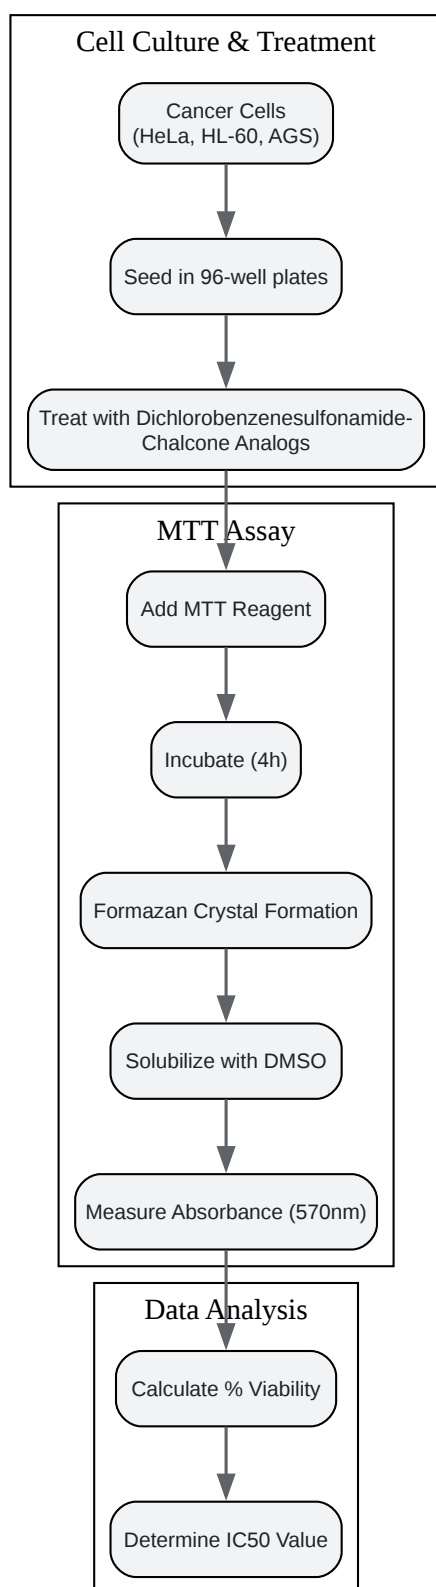 Cell Culture & Treatment
Cancer Cells
(HeLa, HL-60, AGS)
Seed in 96-well plates
Treat with Dichlorobenzenesulfonamide-
Chalcone Analogs
MTT Assay
Add MTT Reagent
Incubate (4h)
Formazan Crystal Formation
Solubilize with DMSO
Measure Absorbance (570nm)
Data Analysis
Calculate % Viability
Determine IC50 Value